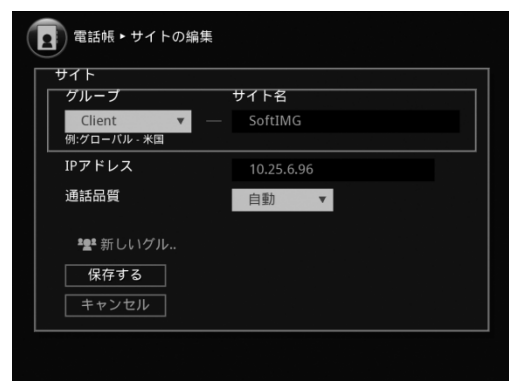 電話帳 ▸ サイトの編集
サイト
グループ サイト名
Client ▼ — SoftIMG
例:グローバル - 米国
IPアドレス 10.25.6.96
通話品質 自動 ▼
新しいグル..
保存する
キャンセル